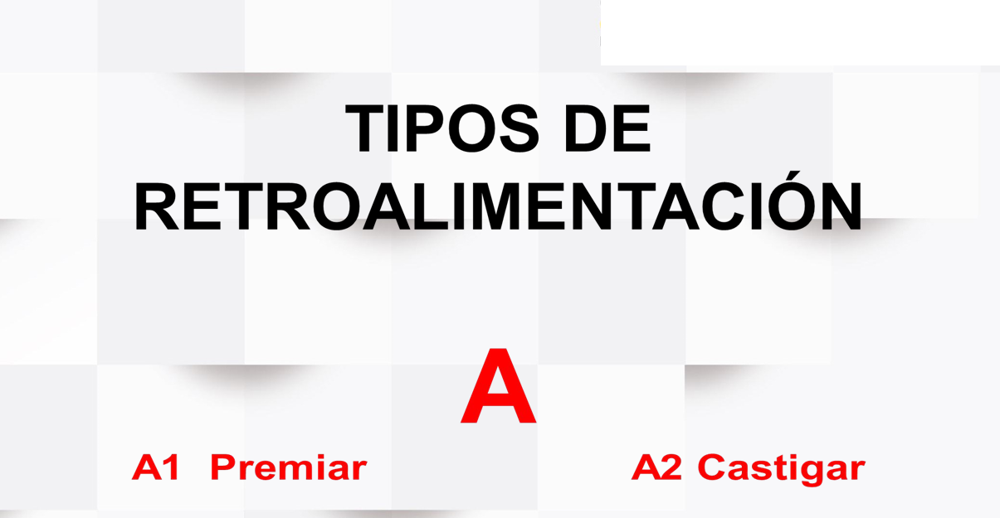 TIPOS DE
RETROALIMENTACIÓN
A
A1 Premiar
A2 Castigar